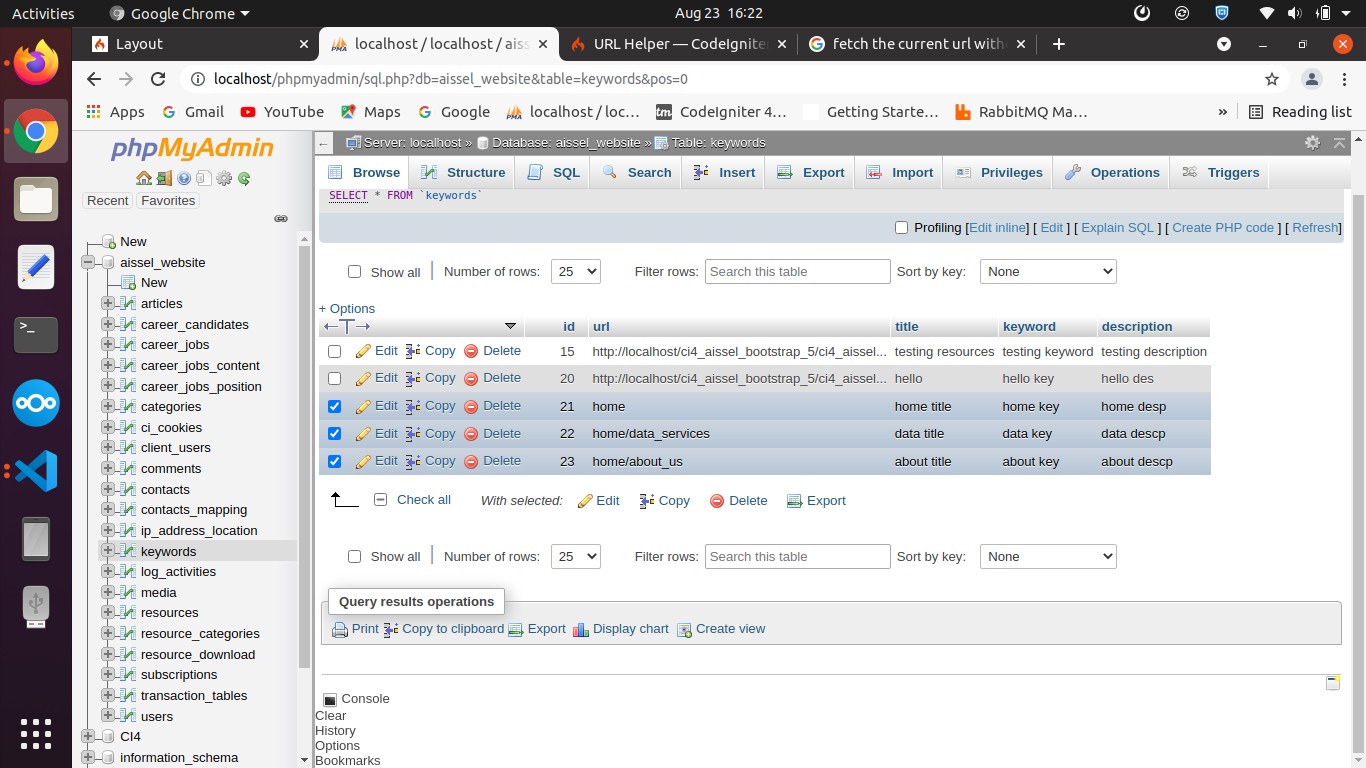 Activities Google Chrome Aug 23 16:22
Layout localhost / localhost / aiss URL Helper — CodeIgnite fetch the current url with
localhost/phpmyadmin/sql.php?db=aissel_website&table=keywords&pos=0
Apps Gmail YouTube Maps Google localhost / loc... CodeIgniter 4... Getting Starte... RabbitMQ Ma... » Reading list
phpMyAdmin
Recent Favorites
New
aissel_website
New
articles
career_candidates
career_jobs
career_jobs_content
career_jobs_position
categories
ci_cookies
client_users
comments
contacts
contacts_mapping
ip_address_location
keywords
log_activities
media
resources
resource_categories
resource_download
subscriptions
transaction_tables
users
CI4
information_schema
Server: localhost » Database: aissel_website » Table: keywords
Browse Structure SQL Search Insert Export Import Privileges Operations Triggers
SELECT * FROM `keywords`
Profiling [Edit inline] [ Edit ] [ Explain SQL ] [ Create PHP code ] [ Refresh]
Show all | Number of rows: 25 Filter rows: Search this table Sort by key: None
+ Options
←T→ id url title keyword description
Edit Copy Delete 15 http://localhost/ci4_aissel_bootstrap_5/ci4_aissel... testing resources testing keyword testing description
Edit Copy Delete 20 http://localhost/ci4_aissel_bootstrap_5/ci4_aissel... hello hello key hello des
Edit Copy Delete 21 home home title home key home desp
Edit Copy Delete 22 home/data_services data title data key data descp
Edit Copy Delete 23 home/about_us about title about key about descp
Check all With selected: Edit Copy Delete Export
Show all | Number of rows: 25 Filter rows: Search this table Sort by key: None
Query results operations
Print Copy to clipboard Export Display chart Create view
Console
Clear
History
Options
Bookmarks